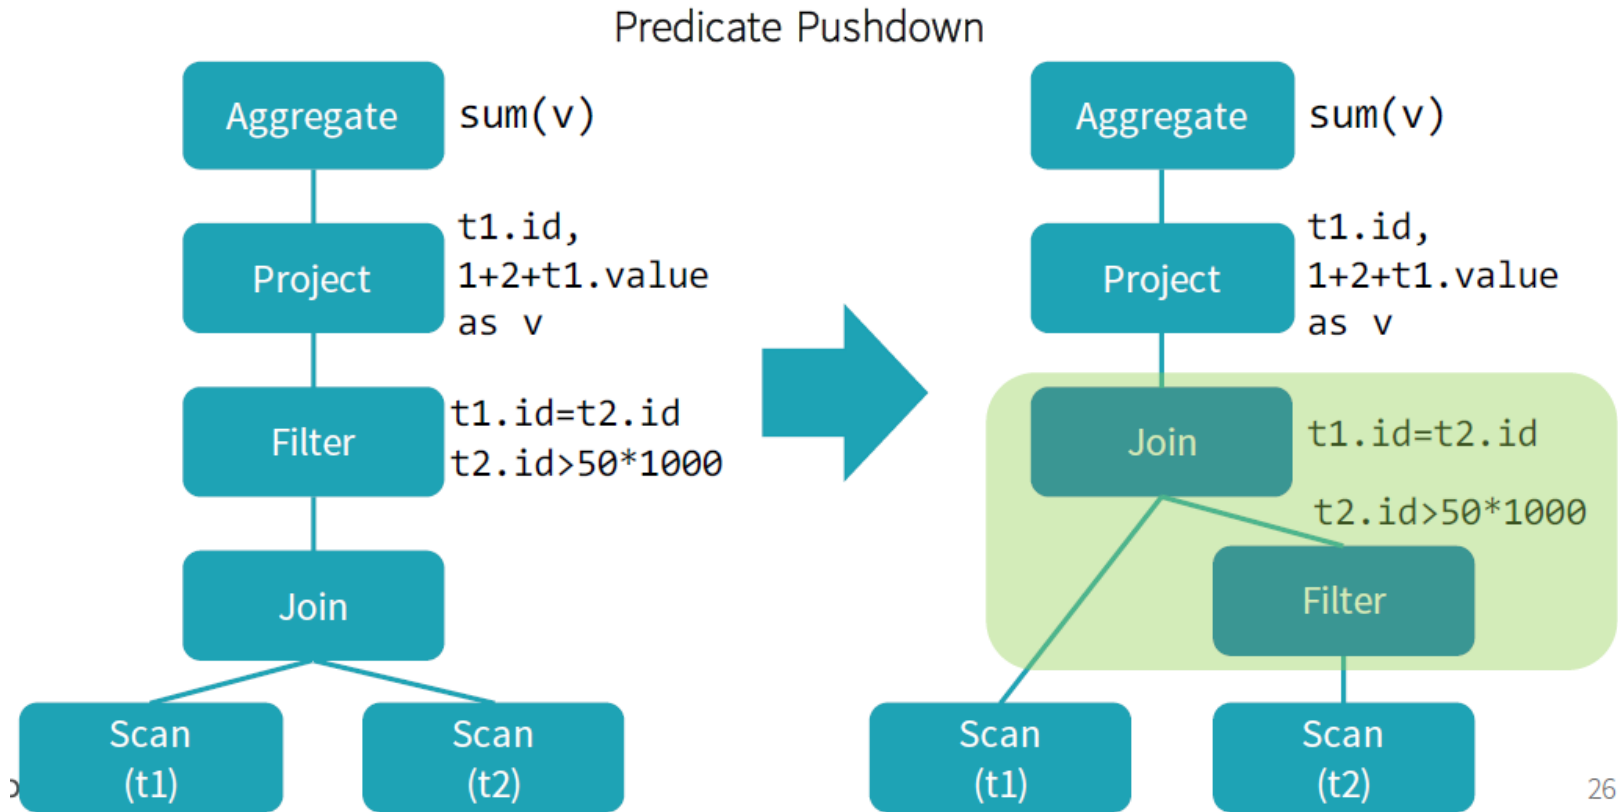 Predicate Pushdown
Aggregate
sum(v)
Project
t1.id,
1+2+t1.value
as v
Filter
t1.id=t2.id
t2.id>50*1000
Join
Scan
(t1)
Scan
(t2)
Aggregate
sum(v)
Project
t1.id,
1+2+t1.value
as v
Join
t1.id=t2.id
t2.id>50*1000
Filter
Scan
(t1)
Scan
(t2)
26